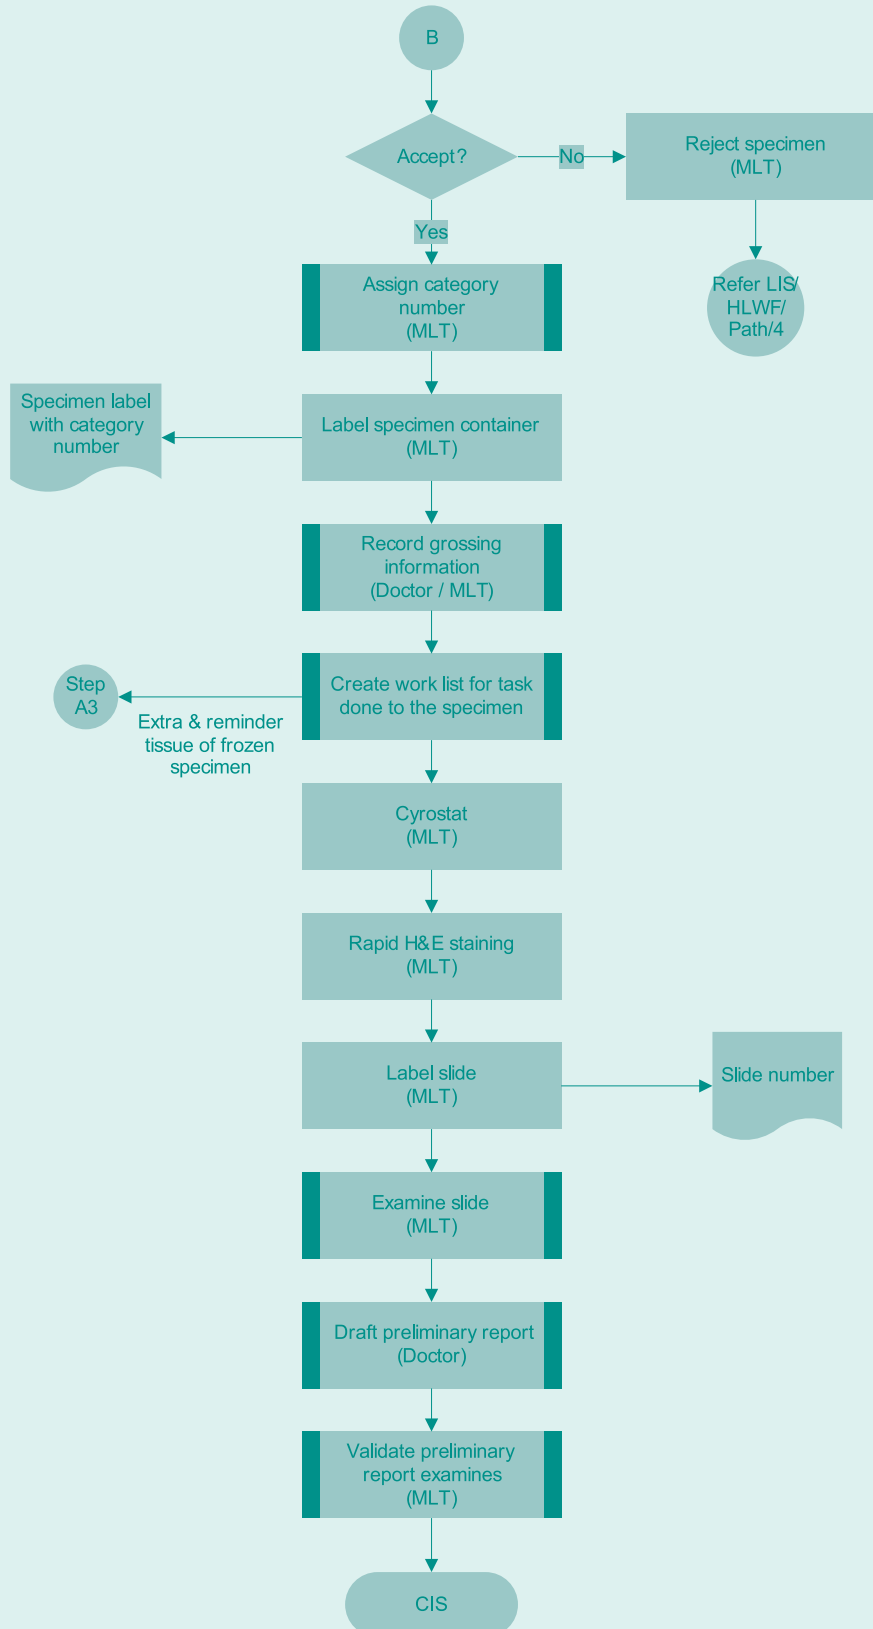 B
Accept?
No
Reject specimen
(MLT)
Yes
Refer LIS/
HLWF/
Path/4
Assign category
number
(MLT)
Specimen label
with category
number
Label specimen container
(MLT)
Record grossing
information
(Doctor / MLT)
Step
A3
Create work list for task
done to the specimen
Extra & reminder
tissue of frozen
specimen
Cyrostat
(MLT)
Rapid H&E staining
(MLT)
Label slide
(MLT)
Slide number
Examine slide
(MLT)
Draft preliminary report
(Doctor)
Validate preliminary
report examines
(MLT)
CIS